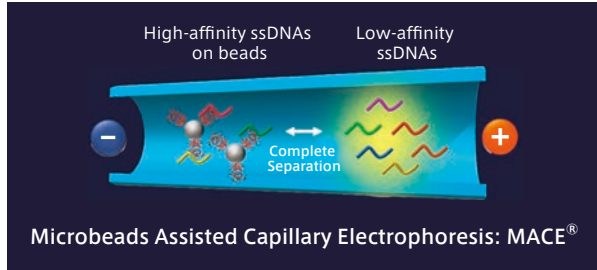 High-affinity ssDNAs
on beads
Low-affinity
ssDNAs
−
Complete
Separation
+
Microbeads Assisted Capillary Electrophoresis: MACE®